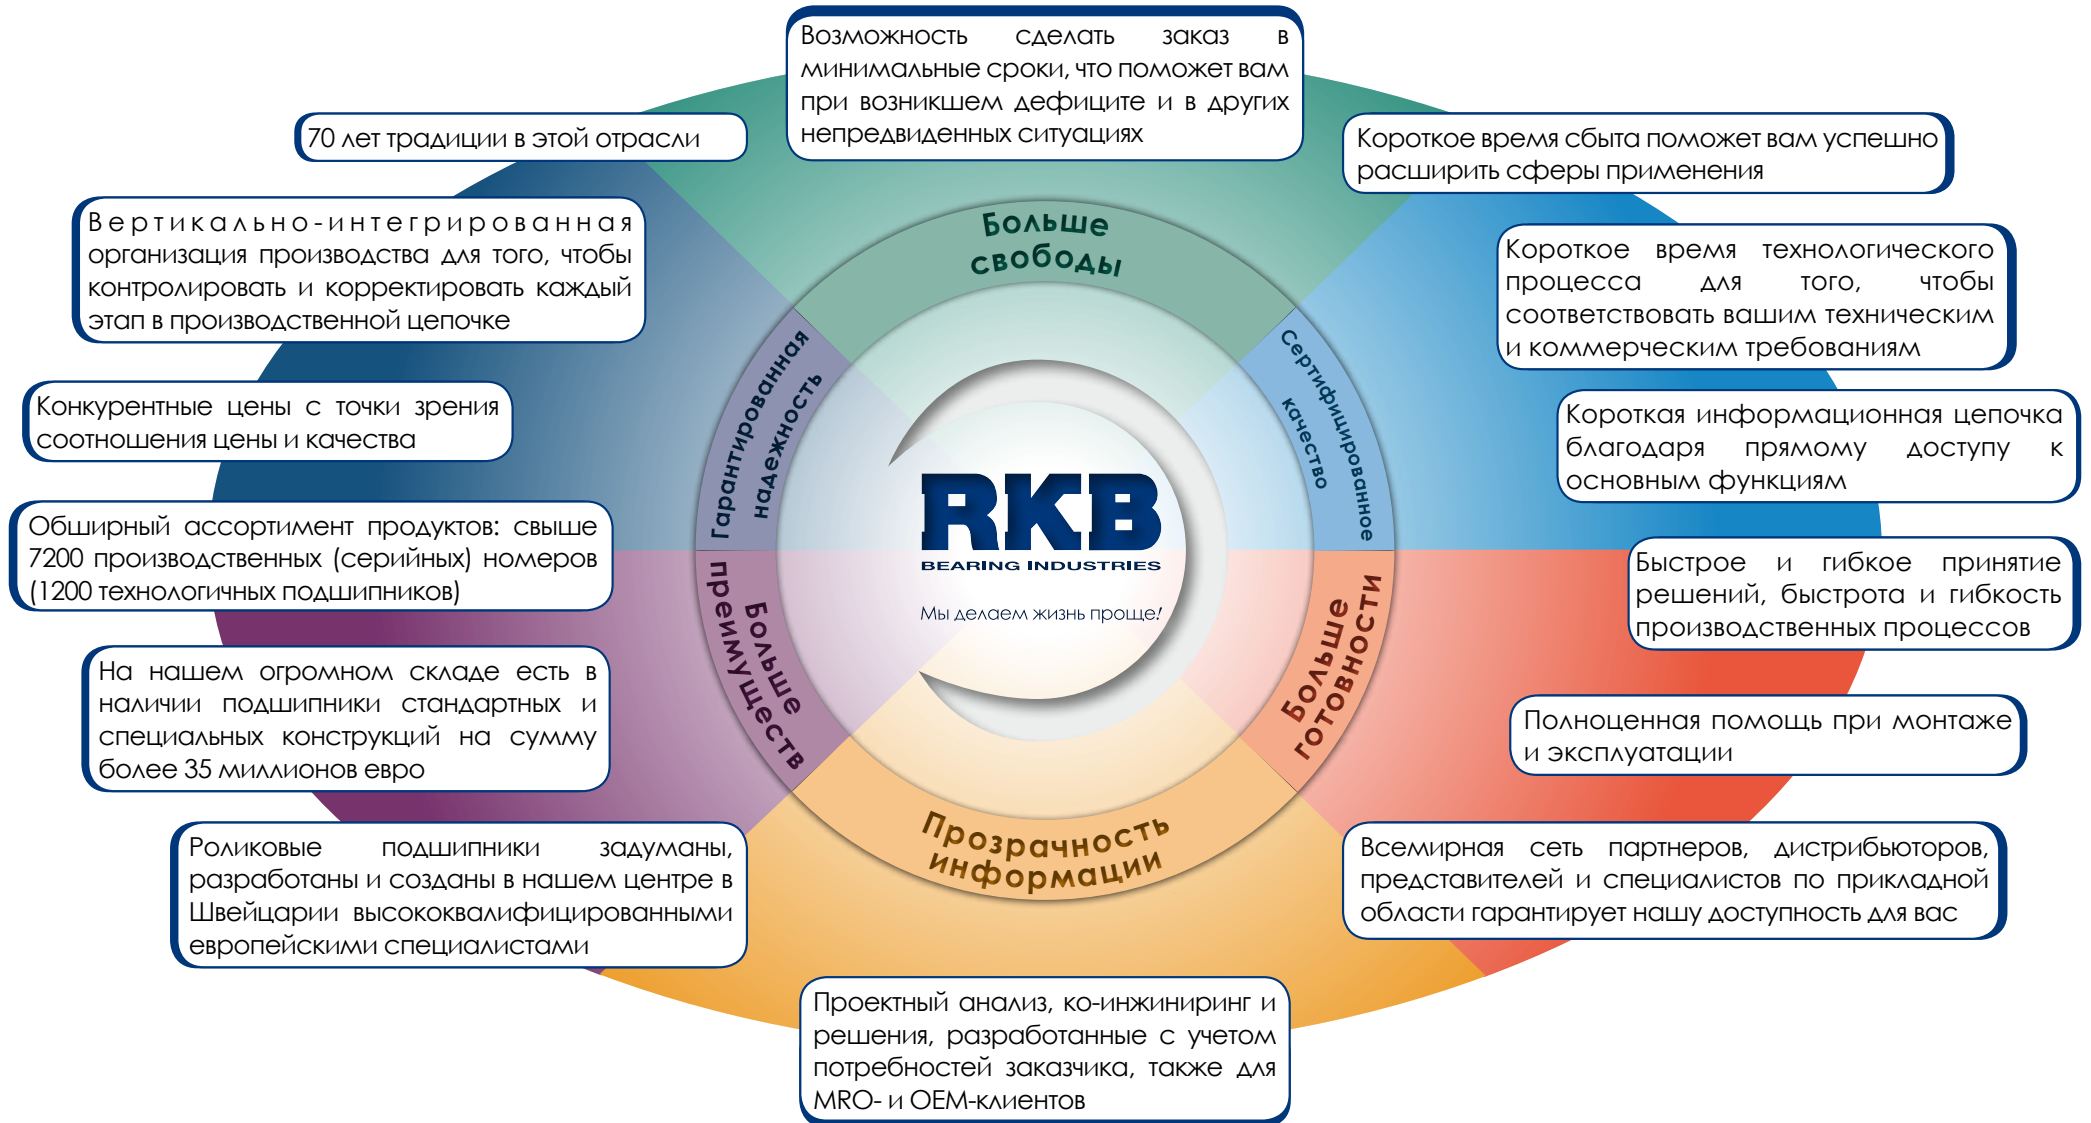 Возможность сделать заказ в
минимальные сроки, что поможет вам
при возникшем дефиците и в других
непредвиденных ситуациях
70 лет традиции в этой отрасли
Короткое время сбыта поможет вам успешно
расширить сферы применения
Вертикально-интегрированная
организация производства для того, чтобы
контролировать и корректировать каждый
этап в производственной цепочке
Короткое время технологического
процесса для того, чтобы
соответствовать вашим техническим
и коммерческим требованиям
Конкурентные цены с точки зрения
соотношения цены и качества
Короткая информационная цепочка
благодаря прямому доступу к
основным функциям
Обширный ассортимент продуктов: свыше
7200 производственных (серийных) номеров
(1200 технологичных подшипников)
Быстрое и гибкое принятие
решений, быстрота и гибкость
производственных процессов
На нашем огромном складе есть в
наличии подшипники стандартных и
специальных конструкций на сумму
более 35 миллионов евро
Полноценная помощь при монтаже
и эксплуатации
Роликовые подшипники задуманы,
разработаны и созданы в нашем центре в
Швейцарии высококвалифицированными
европейскими специалистами
Всемирная сеть партнеров, дистрибьюторов,
представителей и специалистов по прикладной
области гарантирует нашу доступность для вас
Проектный анализ, ко-инжиниринг и
решения, разработанные с учетом
потребностей заказчика, также для
MRO- и OEM-клиентов
Больше
свободы
Сертифицированное
качество
Больше
готовности
Прозрачность
информации
Больше
преимуществ
Гарантированная
надежность
RKB
BEARING INDUSTRIES
Мы делаем жизнь проще!